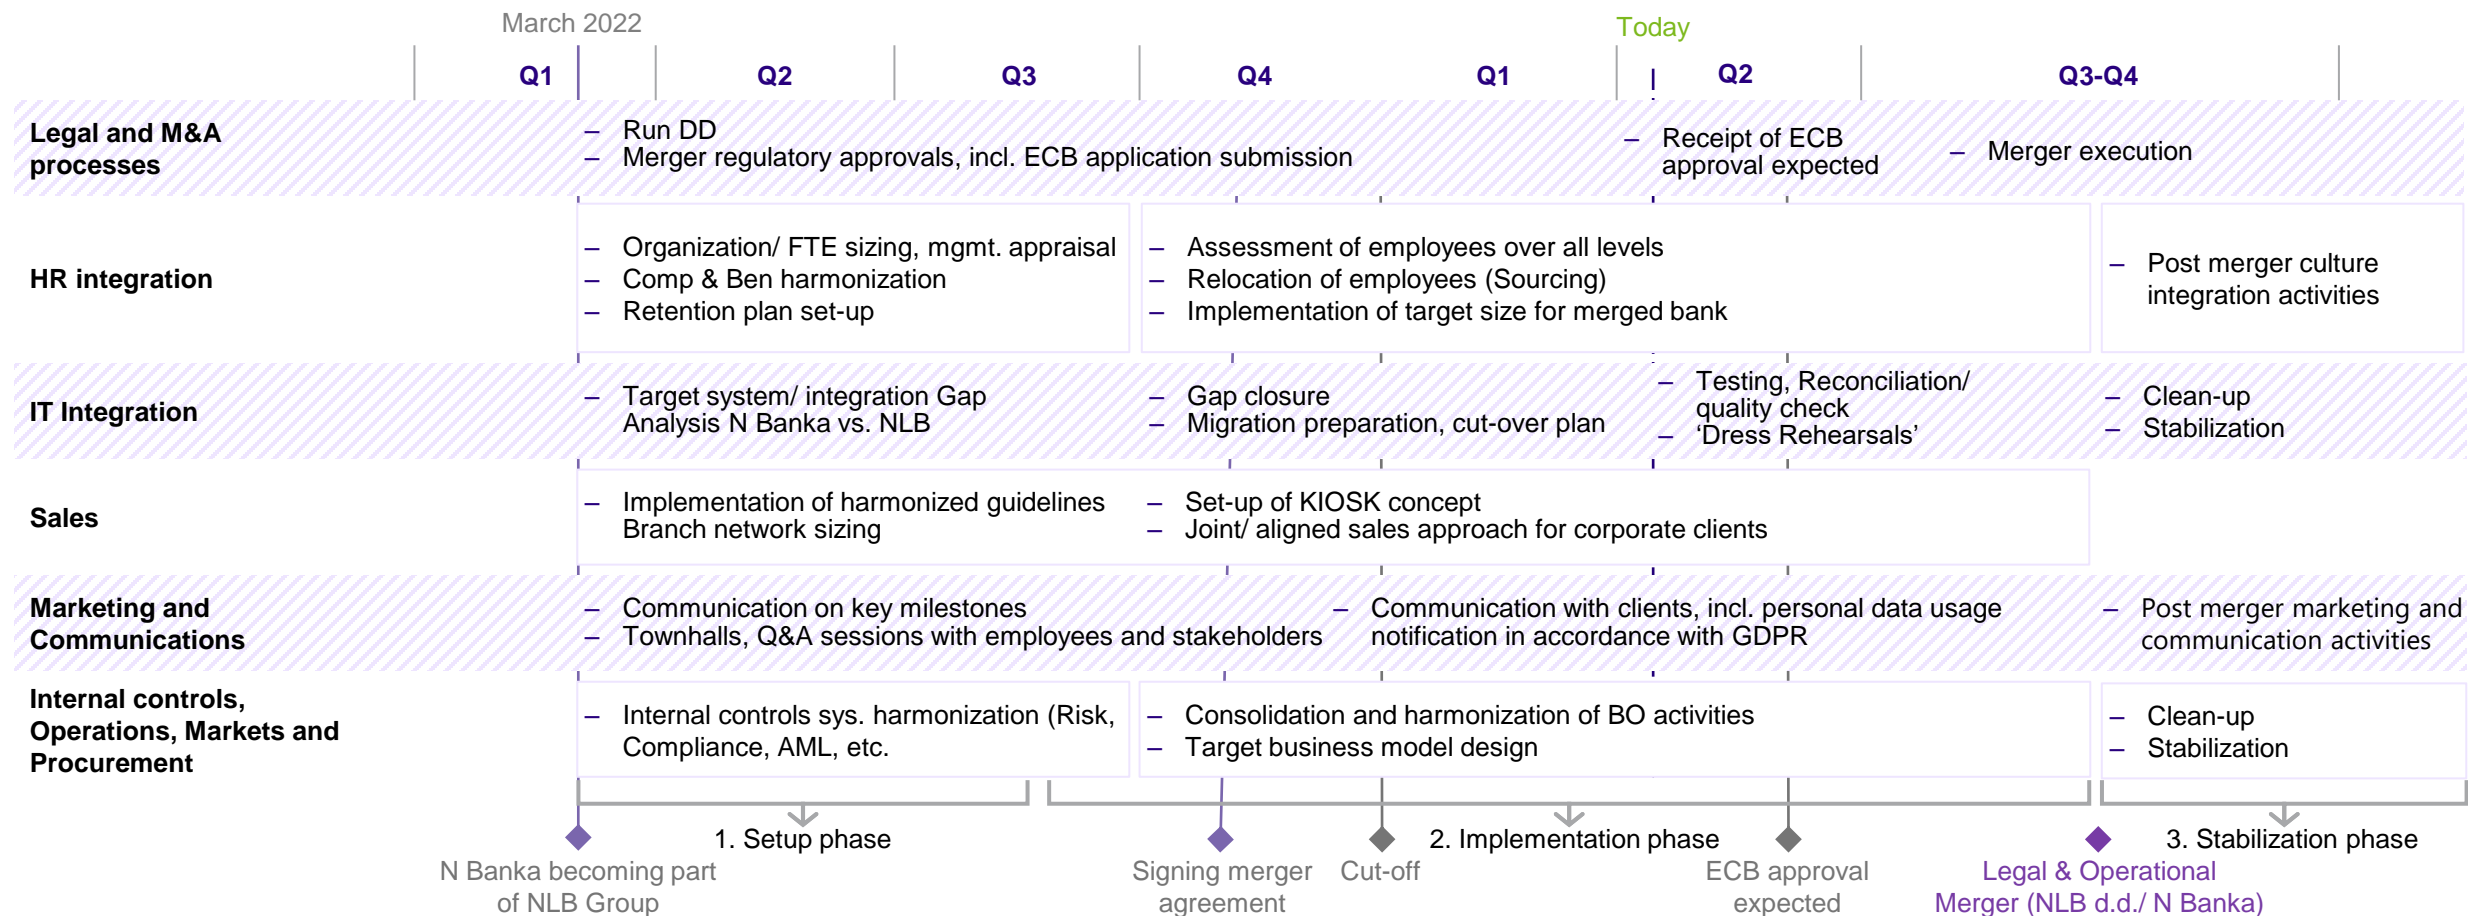 March 2022
Today
Q1 Q2 Q3 Q4 Q1 Q2 Q3-Q4
Legal and M&A
processes
– Run DD
– Merger regulatory approvals, incl. ECB application submission
– Receipt of ECB
approval expected
– Merger execution
HR integration
– Organization/ FTE sizing, mgmt. appraisal
– Comp & Ben harmonization
– Retention plan set-up
– Assessment of employees over all levels
– Relocation of employees (Sourcing)
– Implementation of target size for merged bank
– Post merger culture
integration activities
IT Integration
– Target system/ integration Gap
Analysis N Banka vs. NLB
– Gap closure
– Migration preparation, cut-over plan
– Testing, Reconciliation/
quality check
– ‘Dress Rehearsals’
– Clean-up
– Stabilization
Sales
– Implementation of harmonized guidelines
Branch network sizing
– Set-up of KIOSK concept
– Joint/ aligned sales approach for corporate clients
Marketing and
Communications
– Communication on key milestones
– Townhalls, Q&A sessions with employees and stakeholders
– Communication with clients, incl. personal data usage
notification in accordance with GDPR
– Post merger marketing and
communication activities
Internal controls,
Operations, Markets and
Procurement
– Internal controls sys. harmonization (Risk,
Compliance, AML, etc.
– Consolidation and harmonization of BO activities
– Target business model design
– Clean-up
– Stabilization
1. Setup phase
2. Implementation phase
3. Stabilization phase
N Banka becoming part
of NLB Group
Signing merger
agreement
Cut-off
ECB approval
expected
Legal & Operational
Merger (NLB d.d./ N Banka)